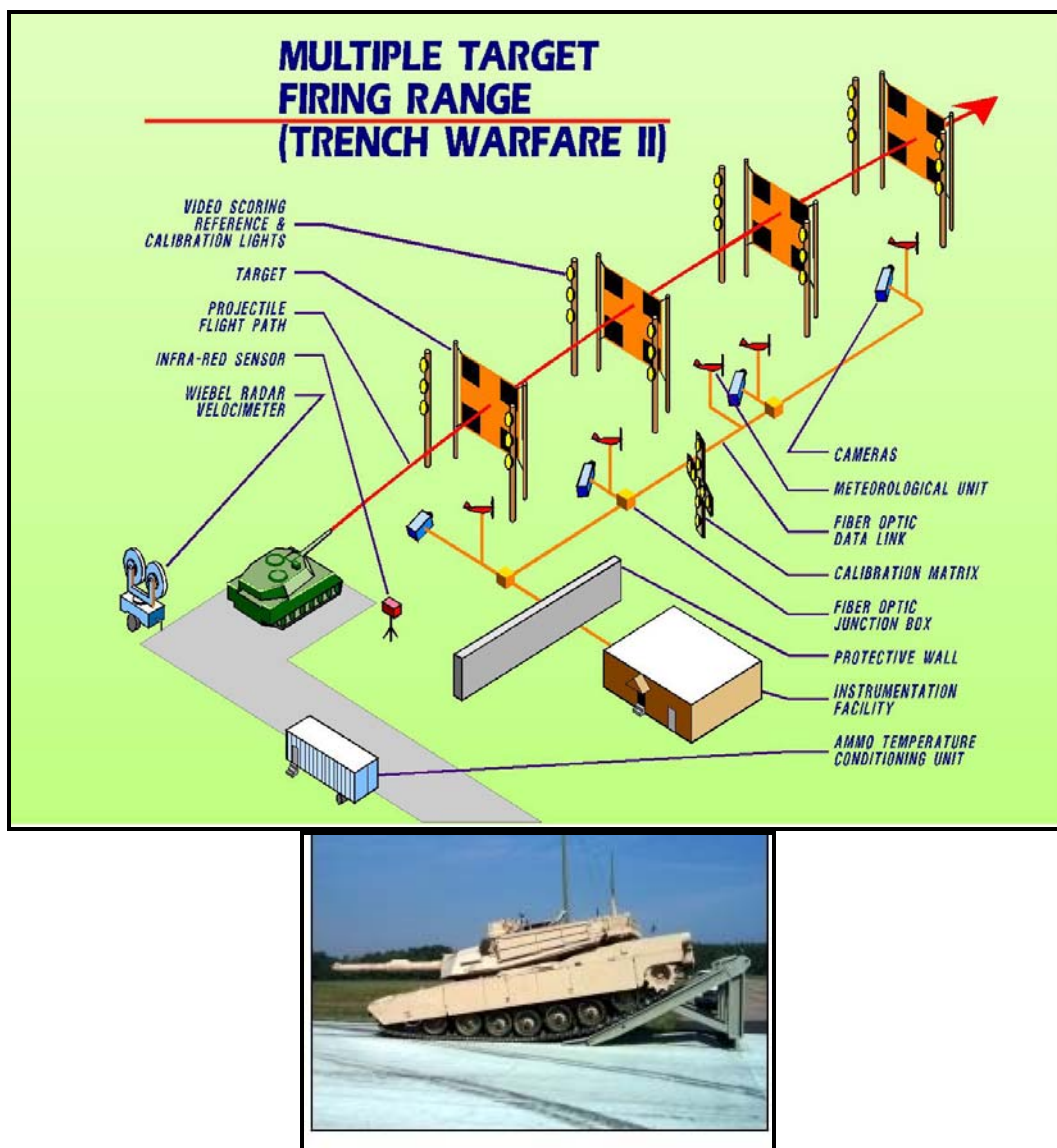 MULTIPLE TARGET
FIRING RANGE
(TRENCH WARFARE II)
VIDEO SCORING
REFERENCE &
CALIBRATION LIGHTS
TARGET
PROJECTILE
FLIGHT PATH
INFRA-RED SENSOR
WIEBEL RADAR
VELOCIMETER
CAMERAS
METEOROLOGICAL UNIT
FIBER OPTIC
DATA LINK
CALIBRATION MATRIX
FIBER OPTIC
JUNCTION BOX
PROTECTIVE WALL
INSTRUMENTATION
FACILITY
AMMO TEMPERATURE
CONDITIONING UNIT